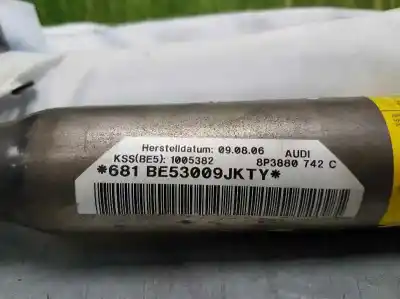 Herstelldatum: 09.08.06 AUDI
KSS(BE5): 1005382 8P3880 742 C
*681 BE53009JKTY*